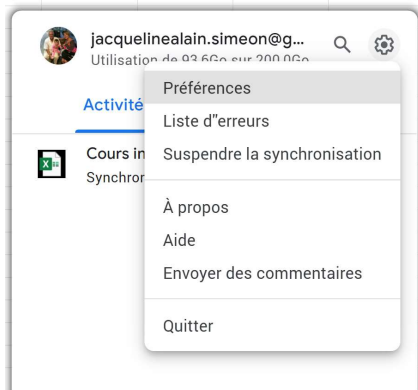 jacquelinealain.simeon@g...
Utilisation de 93,6Go sur 200,0Go
Activité
Préférences
Liste d"erreurs
Cours in
Suspendre la synchronisation
Synchror
À propos
Aide
Envoyer des commentaires
Quitter